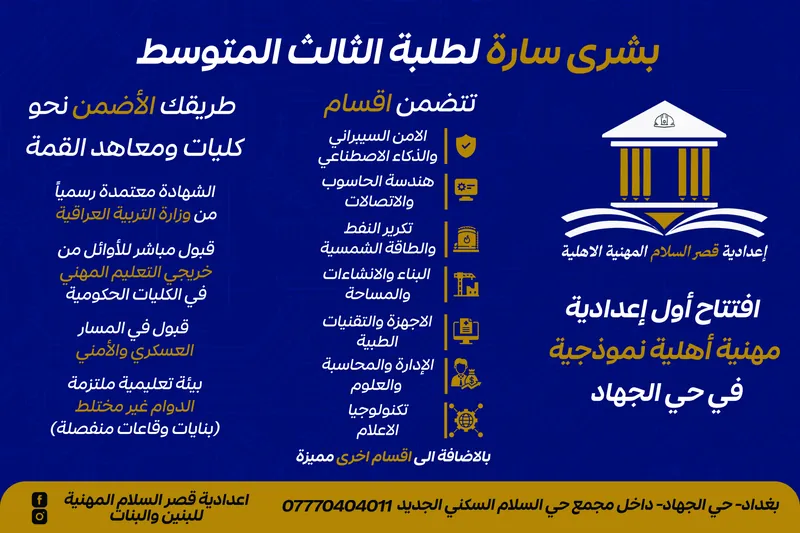 بشرى سارة لطلبة الثالث المتوسط
إعدادية قصر السلام المهنية الاهلية
افتتاح أول إعدادية
مهنية أهلية نموذجية
في حي الجهاد
تتضمن اقسام
الامن السيبراني
والذكاء الاصطناعي
هندسة الحاسوب
والاتصالات
تكرير النفط
والطاقة الشمسية
البناء والانشاءات
والمساحة
الاجهزة والتقنيات
الطبية
الإدارة والمحاسبة
والعلوم
تكنولوجيا
الاعلام
بالاضافة الى اقسام اخرى مميزة
طريقك الأضمن نحو
كليات ومعاهد القمة
الشهادة معتمدة رسمياً
من وزارة التربية العراقية
قبول مباشر للأوائل من
خريجي التعليم المهني
في الكليات الحكومية
قبول في المسار
العسكري والأمني
بيئة تعليمية ملتزمة
الدوام غير مختلط
(بنايات وقاعات منفصلة)
بغداد- حي الجهاد- داخل مجمع حي السلام السكني الجديد 07770404011
اعدادية قصر السلام المهنية
للبنين والبنات